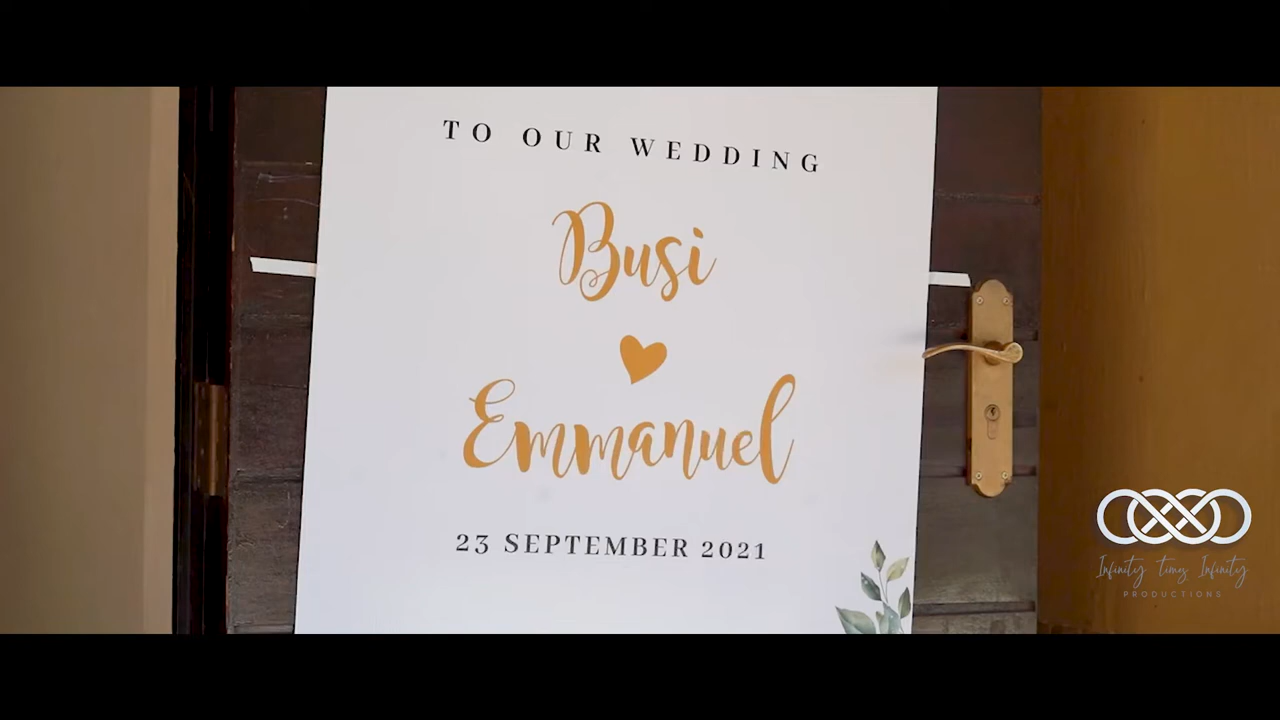 TO OUR WEDDING
Busi
Emmanuel
23 SEPTEMBER 2021
Infinity times Infinity
PRODUCTIONS